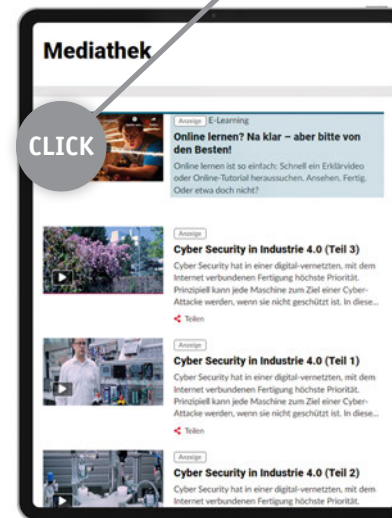 Mediathek
CLICK
Anzeige E-Learning
Online lernen? Na klar – aber bitte von
den Besten!
Online lernen ist so einfach: Schnell ein Erklärvideo
oder Online-Tutorial heraussuchen. Ansehen. Fertig.
Oder etwa doch nicht?
Anzeige
Cyber Security in Industrie 4.0 (Teil 3)
Cyber Security hat in einer digital-vernetzten, mit dem
Internet verbundenen Fertigung höchste Priorität.
Prinzipiell kann jede Maschine zum Ziel einer Cyber-
Attacke werden, wenn sie nicht geschützt ist. In diese...
Teilen
Anzeige
Cyber Security in Industrie 4.0 (Teil 1)
Cyber Security hat in einer digital-vernetzten, mit dem
Internet verbundenen Fertigung höchste Priorität.
Prinzipiell kann jede Maschine zum Ziel einer Cyber-
Attacke werden, wenn sie nicht geschützt ist. In diese...
Teilen
Anzeige
Cyber Security in Industrie 4.0 (Teil 2)
Cyber Security hat in einer digital-vernetzten, mit dem
Internet verbundenen Fertigung höchste Priorität.